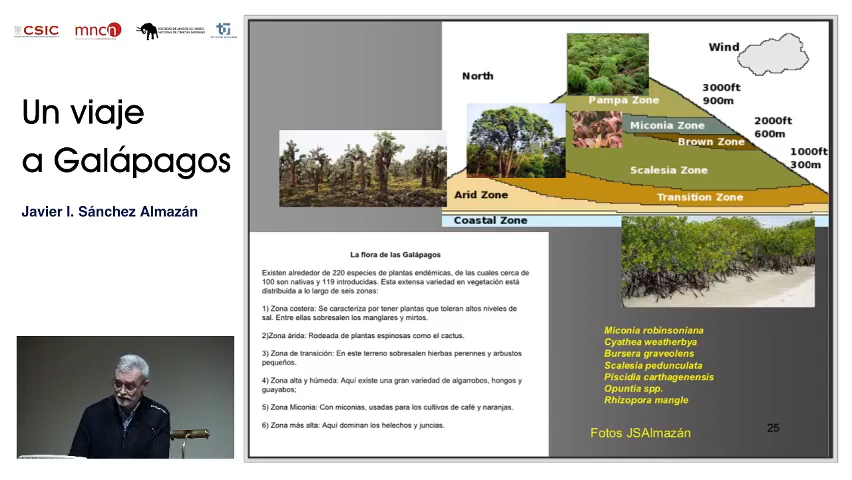 CSIC
mncn
SOCIEDAD DE AMIGOS DEL MUSEO
NACIONAL DE CIENCIAS NATURALES
Un viaje
a Galápagos
Javier I. Sánchez Almazán
Wind
North
3000ft
900m
Pampa Zone
2000ft
600m
Miconia Zone
Brown Zone
1000ft
300m
Scalesia Zone
Arid Zone
Transition Zone
Coastal Zone
La flora de las Galápagos
Existen alrededor de 220 especies de plantas endémicas, de las cuales cerca de
100 son nativas y 119 introducidas. Esta extensa variedad en vegetación está
distribuida a lo largo de seis zonas:
1) Zona costera: Se caracteriza por tener plantas que toleran altos niveles de
sal. Entre ellas sobresalen los manglares y mirtos.
2)Zona árida: Rodeada de plantas espinosas como el cactus.
3) Zona de transición: En este terreno sobresalen hierbas perennes y arbustos
pequeños.
4) Zona alta y húmeda: Aquí existe una gran variedad de algarrobos, hongos y
guayabos;
5) Zona Miconia: Con miconias, usadas para los cultivos de café y naranjas.
6) Zona más alta: Aquí dominan los helechos y juncias.
Miconia robinsoniana
Cyathea weatherbya
Bursera graveolens
Scalesia pedunculata
Piscidia carthagenensis
Opuntia spp.
Rhizopora mangle
Fotos JSAlmazán
25